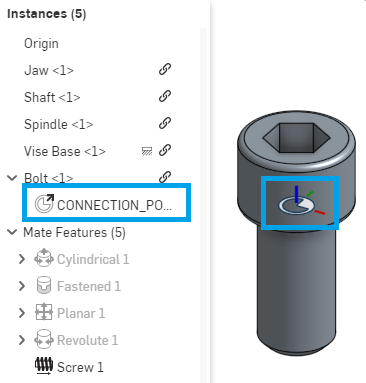 Instances (5)
Origin
Jaw <1>
Shaft <1>
Spindle <1>
Vise Base <1>
Bolt <1>
CONNECTION_PO...
Mate Features (5)
Cylindrical 1
Fastened 1
Planar 1
Revolute 1
Screw 1